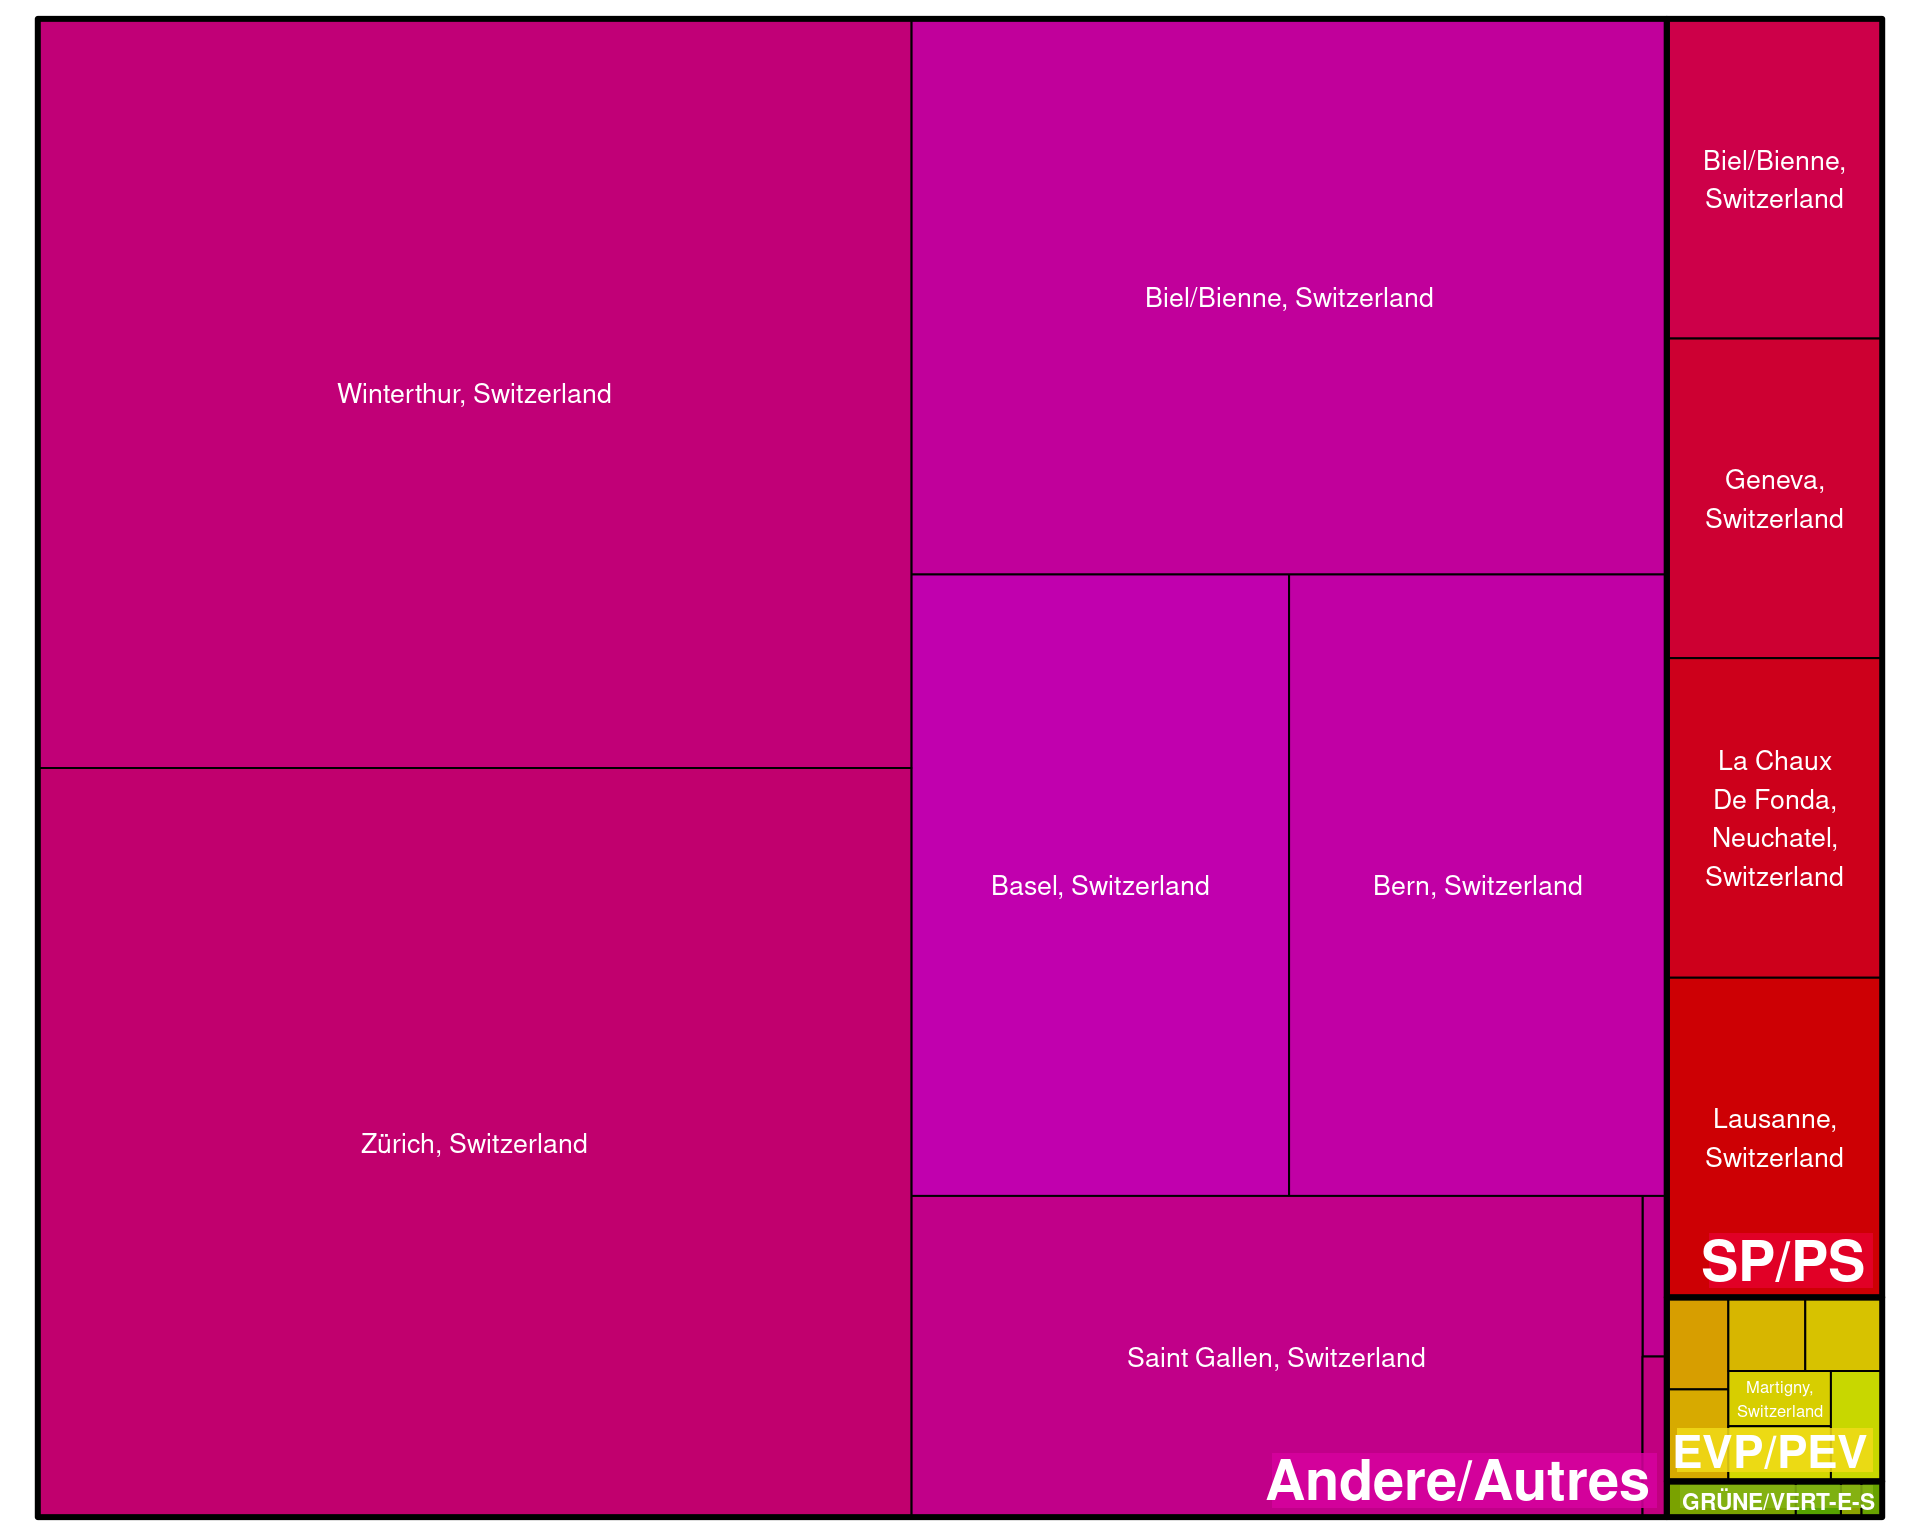 Winterthur, Switzerland
Zürich, Switzerland
Biel/Bienne, Switzerland
Basel, Switzerland
Bern, Switzerland
Saint Gallen, Switzerland
Andere/Autres
Biel/Bienne,
Switzerland
Geneva,
Switzerland
La Chaux
De Fonda,
Neuchatel,
Switzerland
Lausanne,
Switzerland
SP/PS
Martigny,
Switzerland
EVP/PEV
GRÜNE/VERT-E-S